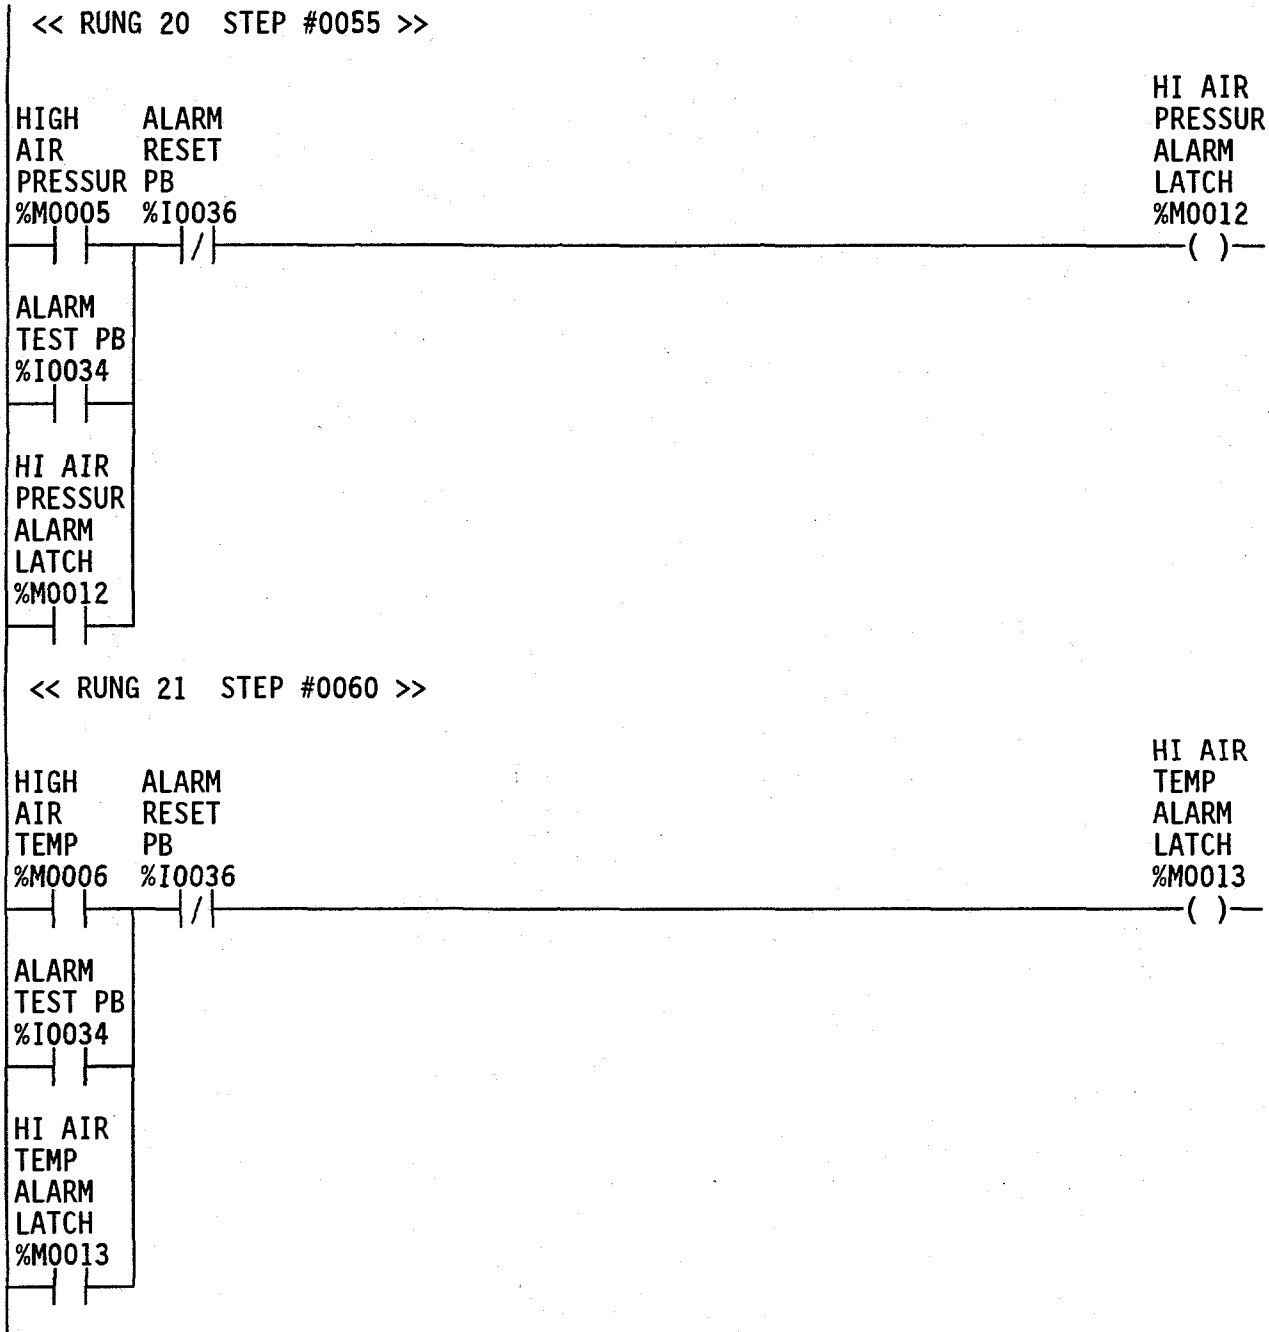 << RUNG 20 STEP #0055 >>
HI AIR
PRESSUR
ALARM
LATCH
%M0012
HIGH
AIR
PRESSUR
%M0005
ALARM
RESET
PB
%I0036
ALARM
TEST PB
%I0034
HI AIR
PRESSUR
ALARM
LATCH
%M0012
<< RUNG 21 STEP #0060 >>
HI AIR
TEMP
ALARM
LATCH
%M0013
HIGH
AIR
TEMP
%M0006
ALARM
RESET
PB
%I0036
ALARM
TEST PB
%I0034
HI AIR
TEMP
ALARM
LATCH
%M0013